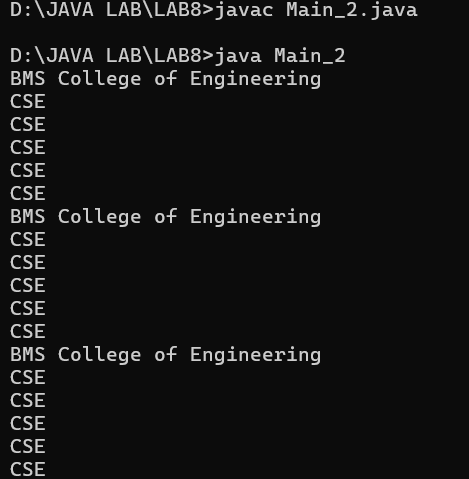 D:\JAVA LAB\LAB8>javac Main_2.java
D:\JAVA LAB\LAB8>java Main_2
BMS College of Engineering
CSE
CSE
CSE
CSE
CSE
BMS College of Engineering
CSE
CSE
CSE
CSE
CSE
BMS College of Engineering
CSE
CSE
CSE
CSE
CSE